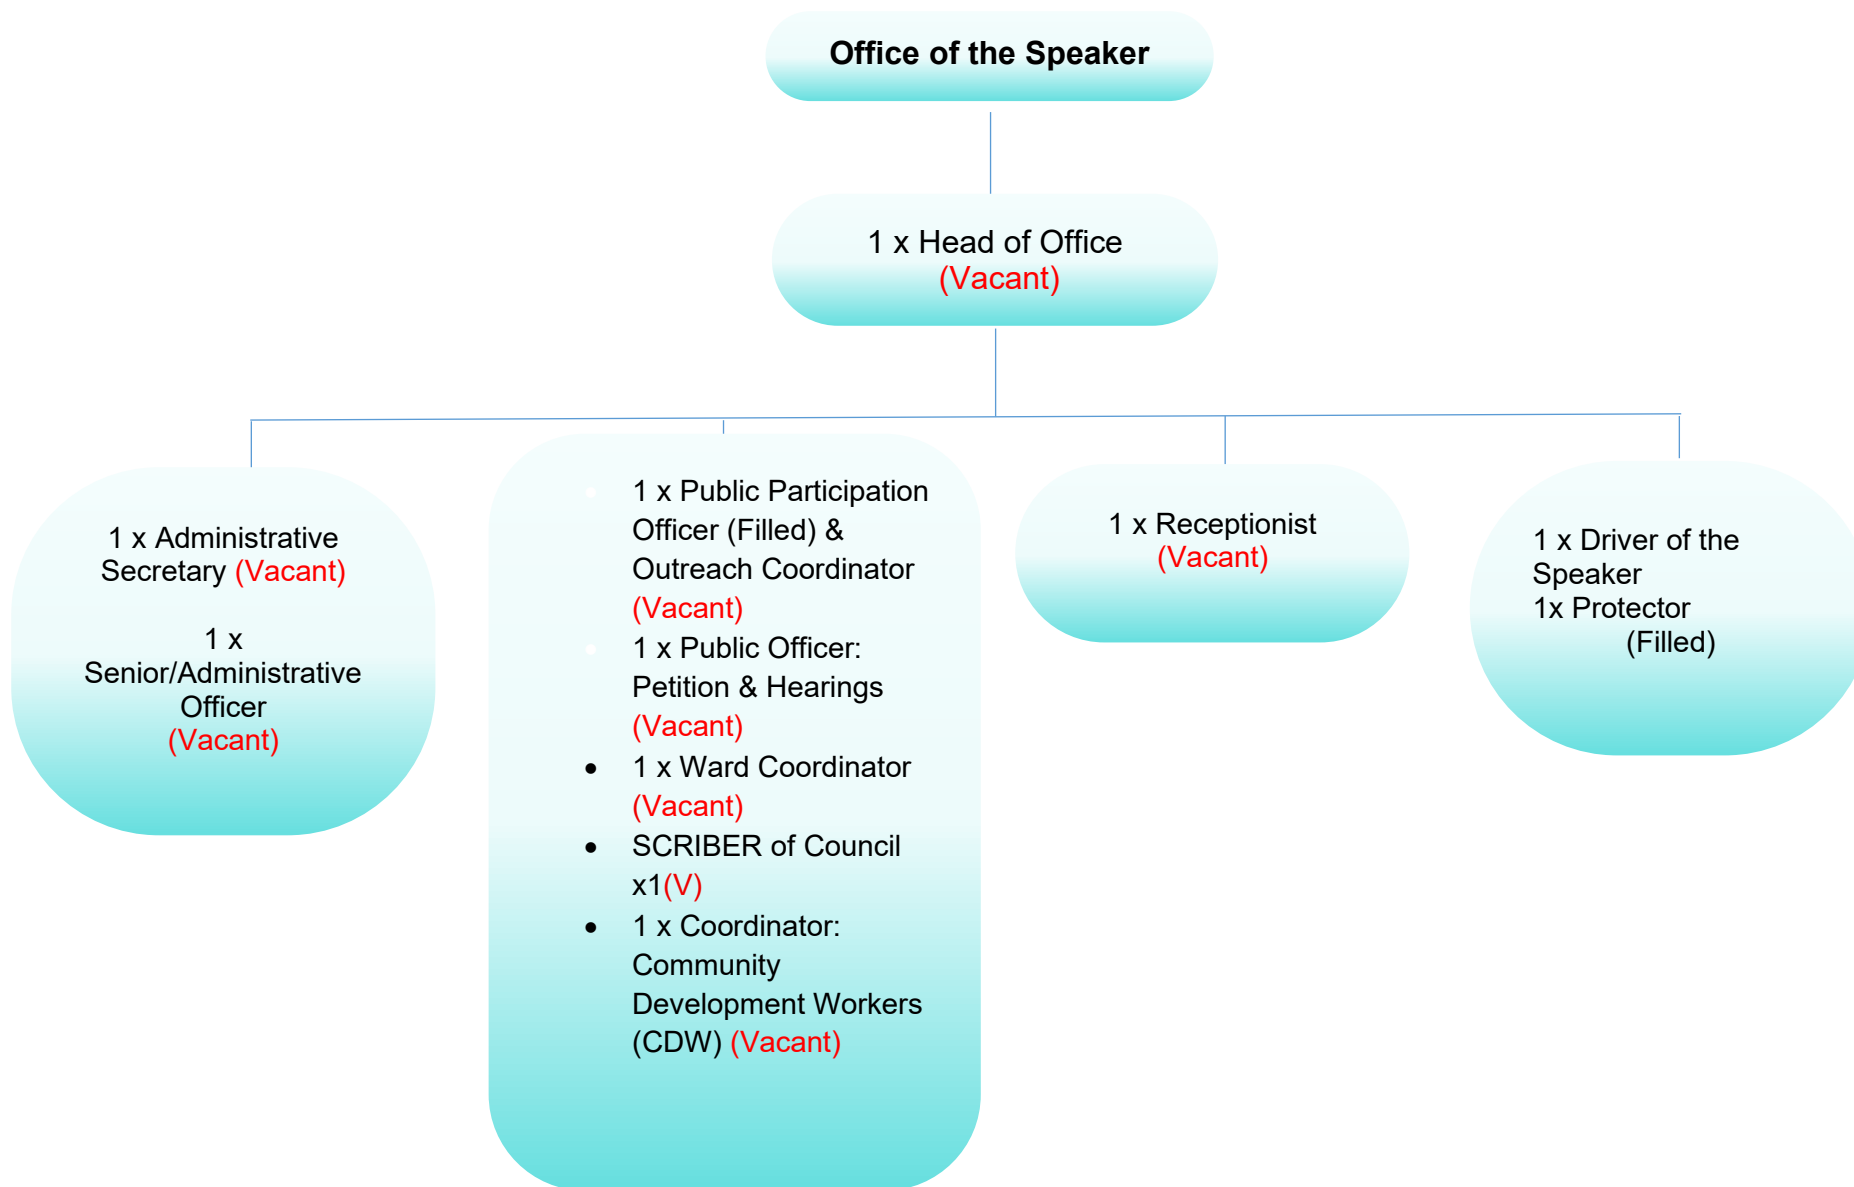 Office of the Speaker
1 x Head of Office
(Vacant)
1 x Administrative
Secretary (Vacant)
1 x
Senior/Administrative
Officer
(Vacant)
1 x Public Participation
Officer (Filled) &
Outreach Coordinator
(Vacant)
1 x Public Officer:
Petition & Hearings
(Vacant)
• 1 x Ward Coordinator
(Vacant)
• SCRIBER of Council
x1(V)
• 1 x Coordinator:
Community
Development Workers
(CDW) (Vacant)
1 x Receptionist
(Vacant)
1 x Driver of the
Speaker
1x Protector
(Filled)